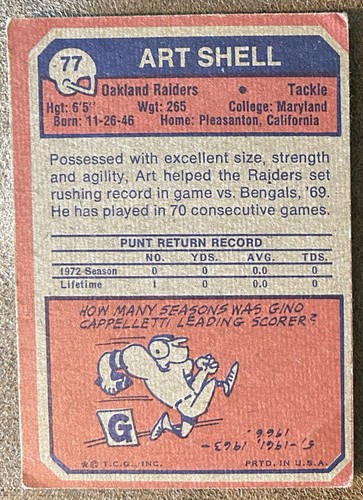 77
ART SHELL
Oakland Raiders • Tackle
Hgt: 6'5" Wgt: 265 College: Maryland
Born: 11-26-46 Home: Pleasanton, California
Possessed with excellent size, strength
and agility, Art helped the Raiders set
rushing record in game vs. Bengals, '69.
He has played in 70 consecutive games.
PUNT RETURN RECORD
NO. YDS. AVG. TDS.
1972 Season 0 0 0.0 0
Lifetime 1 0 0.0 0
HOW MANY SEASONS WAS GINO
CAPPELLETTI LEADING SCORER?
G
5,-1961, 1963-
1966.
*© T.C.G., INC. PRTD. IN U.S.A.